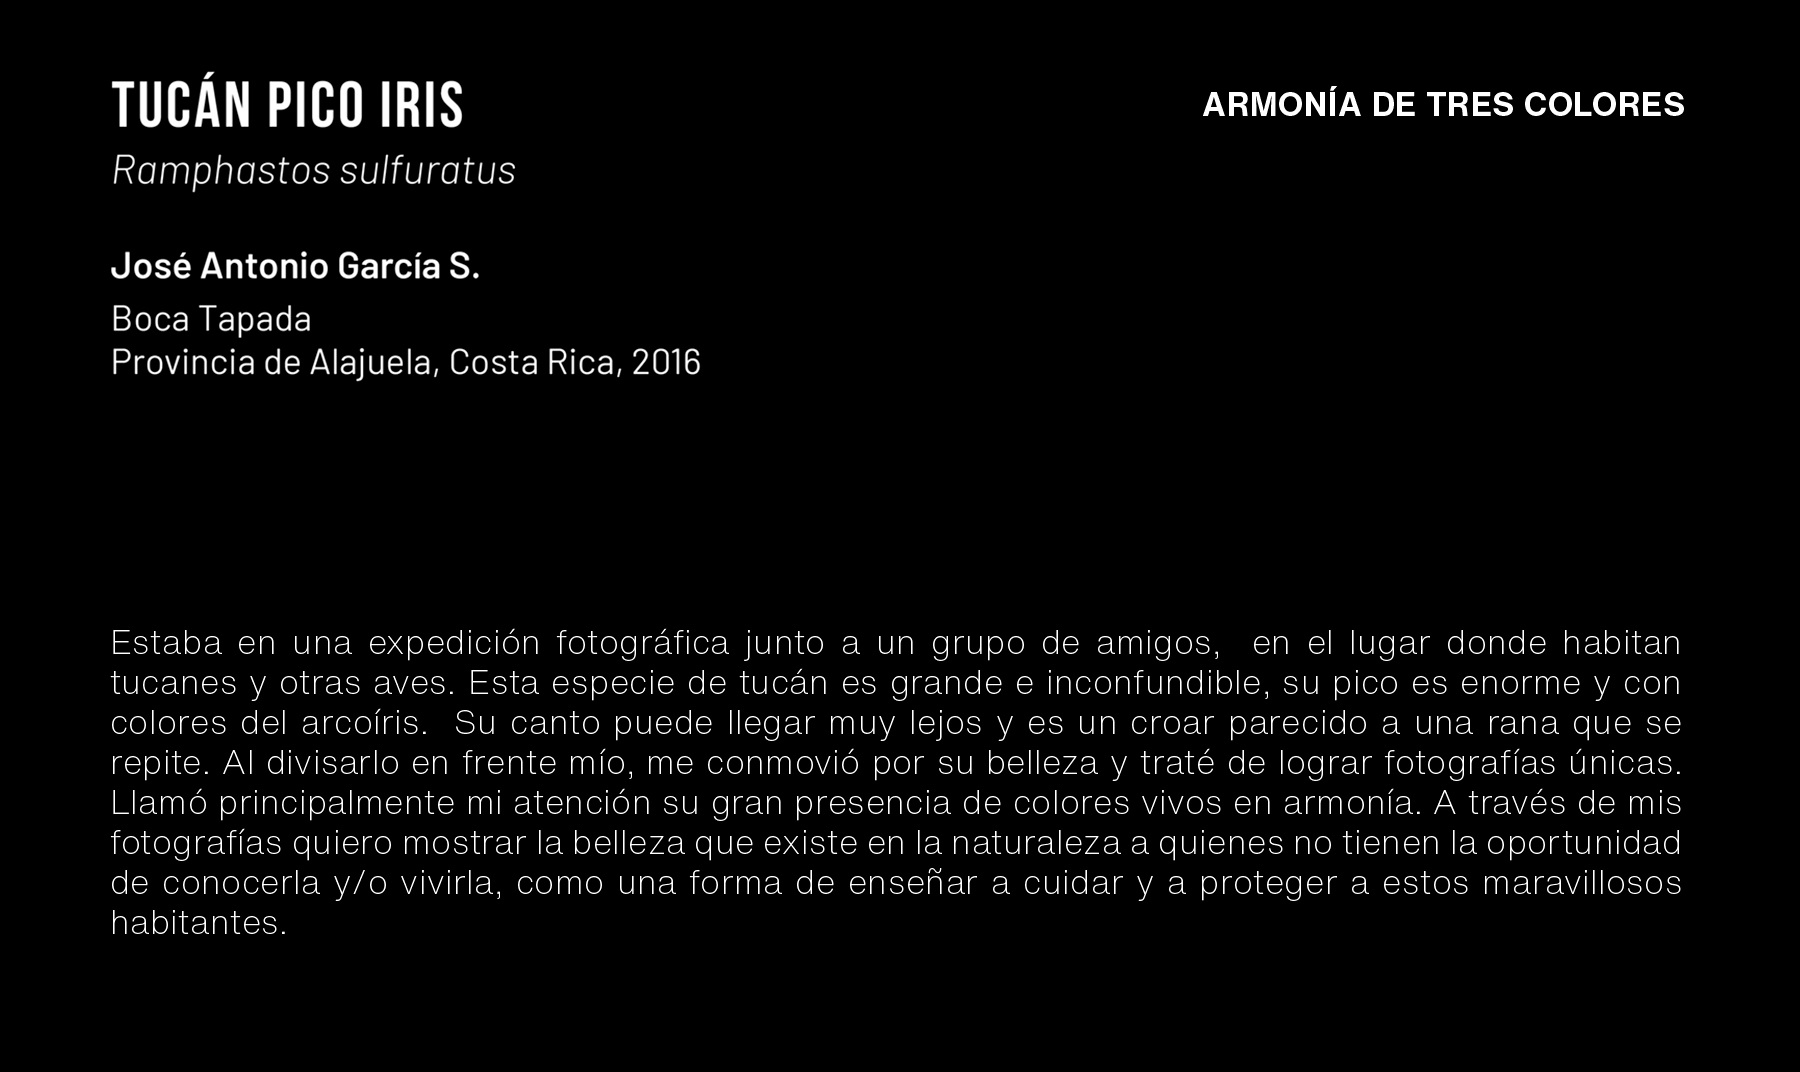 TUCÁN PICO IRIS
ARMONÍA DE TRES COLORES
Ramphastos sulfuratus
José Antonio García S.
Boca Tapada
Provincia de Alajuela, Costa Rica, 2016
Estaba en una expedición fotográfica junto a un grupo de amigos,  en el lugar donde habitan
tucanes y otras aves. Esta especie de tucán es grande e inconfundible, su pico es enorme y con
colores del arcoíris.  Su canto puede llegar muy lejos y es un croar parecido a una rana que se
repite. Al divisarlo en frente mío, me conmovió por su belleza y traté de lograr fotografías únicas.
Llamó principalmente mi atención su gran presencia de colores vivos en armonía. A través de mis
fotografías quiero mostrar la belleza que existe en la naturaleza a quienes no tienen la oportunidad
de conocerla y/o vivirla, como una forma de enseñar a cuidar y a proteger a estos maravillosos
habitantes.